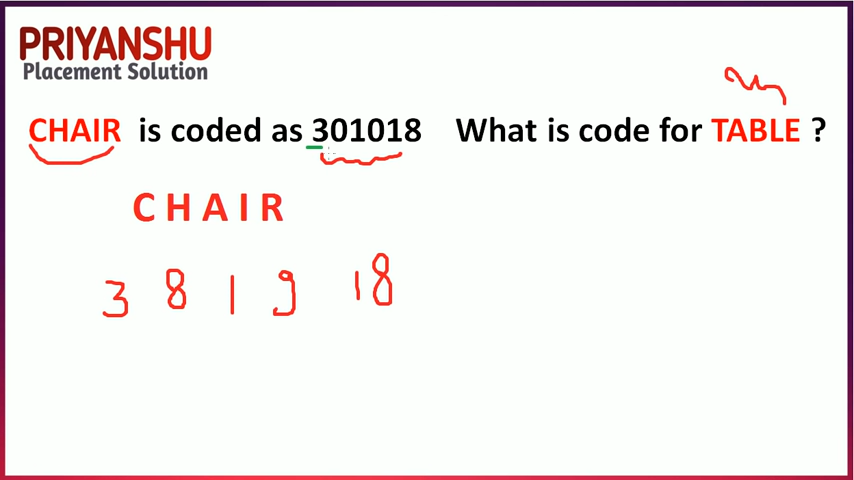 PRIYANSHU
Placement Solution
CHAIR is coded as 301018 What is code for TABLE ?
C H A I R
3 8 1 9 18